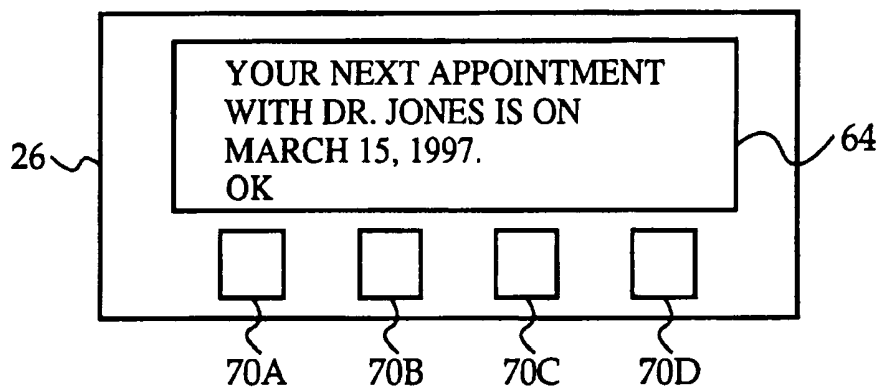 YOUR NEXT APPOINTMENT
WITH DR. JONES IS ON
MARCH 15, 1997.
OK
26
64
70A 70B 70C 70D